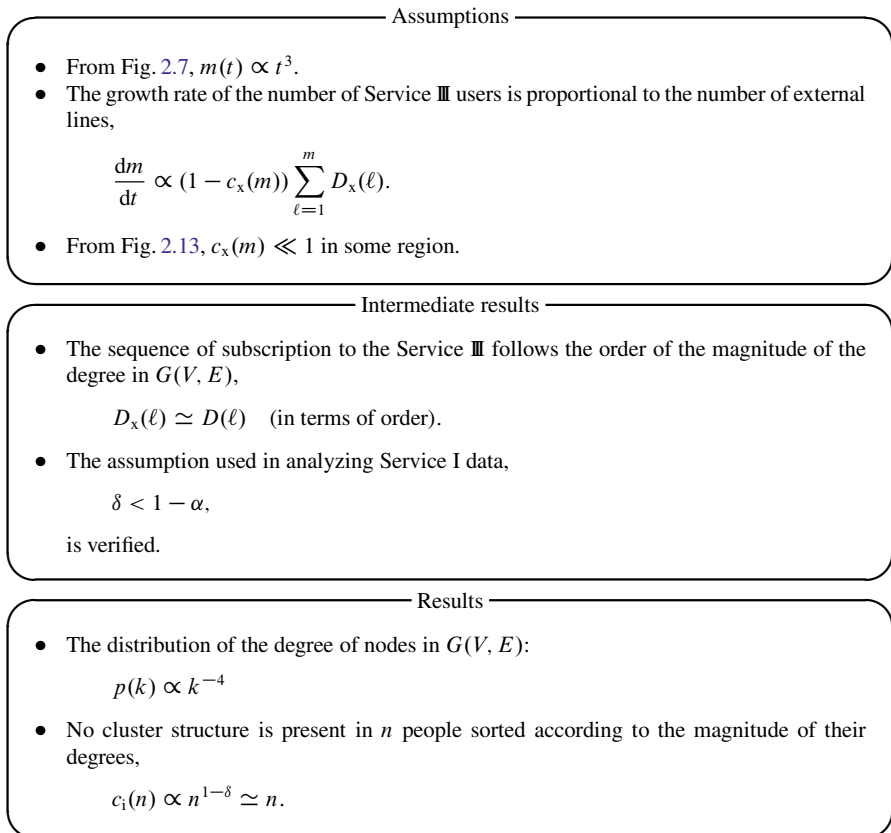 Assumptions
• From Fig. 2.7, m(t) ∝ t³.
• The growth rate of the number of Service Ⅲ users is proportional to the number of external
lines,
dm/dt ∝ (1 − cₓ(m)) ∑_{ℓ=1}^{m} Dₓ(ℓ).
• From Fig. 2.13, cₓ(m) ≪ 1 in some region.
Intermediate results
• The sequence of subscription to the Service Ⅲ follows the order of the magnitude of the
degree in G(V, E),
Dₓ(ℓ) ≃ D(ℓ) (in terms of order).
• The assumption used in analyzing Service I data,
δ < 1 − α,
is verified.
Results
• The distribution of the degree of nodes in G(V, E):
p(k) ∝ k⁻⁴
• No cluster structure is present in n people sorted according to the magnitude of their
degrees,
cᵢ(n) ∝ n^{1−δ} ≃ n.